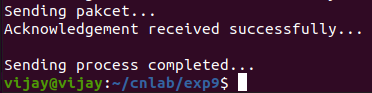 Sending pakcet...
Acknowledgement received successfully...
Sending process completed...
vijay@vijay:~/cnlab/exp9$